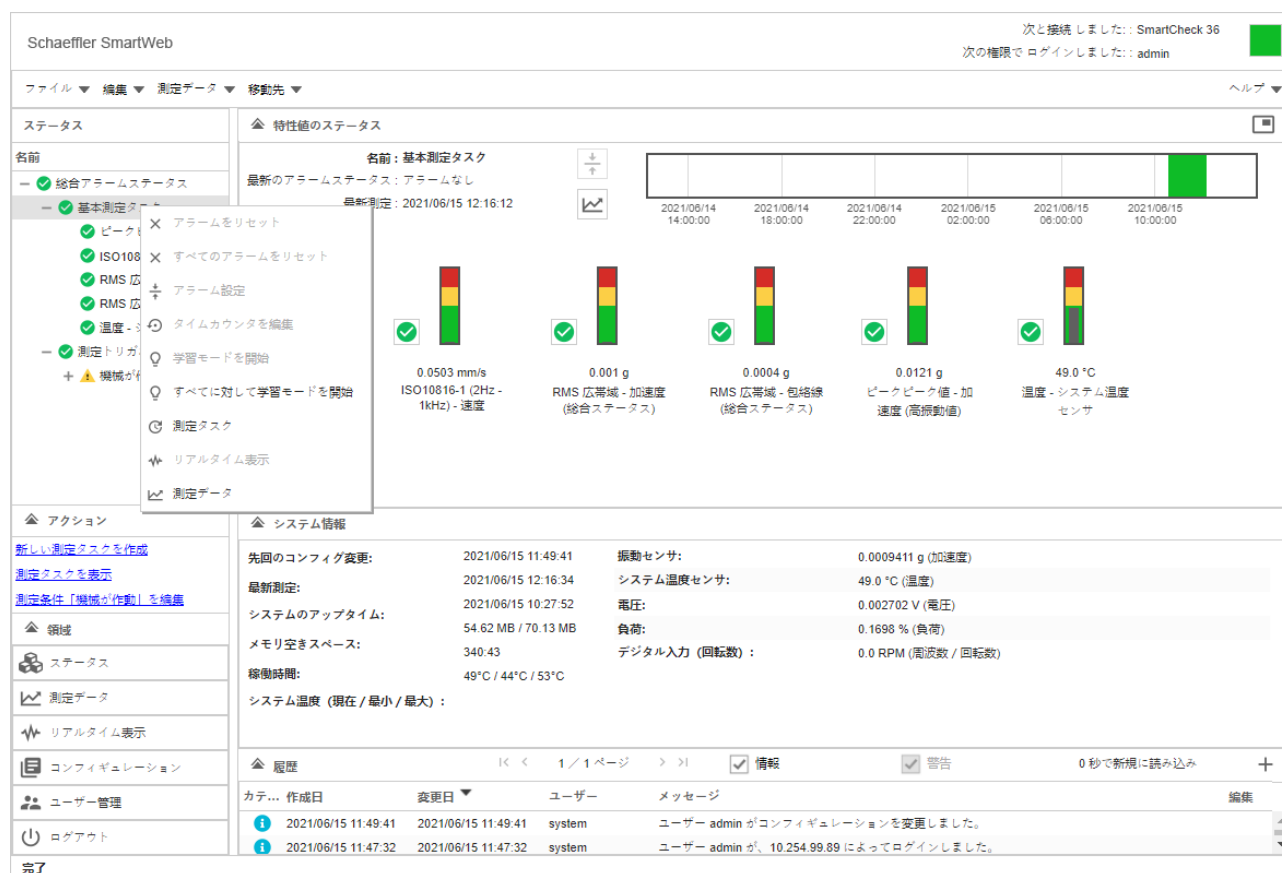 Schaeffler SmartWeb
次と接続 しました: : SmartCheck 36
次の権限で ログインしました: : admin
ファイル 編集 測定データ 移動先 ヘルプ
ステータス
名前
総合アラームステータス
基本測定タスク
ピークピ
ISO108
RMS 広
RMS 広
温度 - シ
測定トリガ
機械が作
アラームをリセット
すべてのアラームをリセット
アラーム設定
タイムカウンタを編集
学習モードを開始
すべてに対して学習モードを開始
測定タスク
リアルタイム表示
測定データ
特性値のステータス
名前 : 基本測定タスク
最新のアラームステータス : アラームなし
最新測定 : 2021/06/15 12:16:12
2021/06/14 14:00:00
2021/06/14 18:00:00
2021/06/14 22:00:00
2021/06/15 02:00:00
2021/06/15 06:00:00
2021/06/15 10:00:00
0.0503 mm/s
ISO10816-1 (2Hz -
1kHz) - 速度
0.001 g
RMS 広帯域 - 加速度
(総合ステータス)
0.0004 g
RMS 広帯域 - 包絡線
(総合ステータス)
0.0121 g
ピークピーク値 - 加
速度 (高振動値)
49.0 °C
温度 - システム温度
センサ
アクション
新しい測定タスクを作成
測定タスクを表示
測定条件「機械が作動」を編集
領域
ステータス
測定データ
リアルタイム表示
コンフィギュレーション
ユーザー管理
ログアウト
システム情報
先回のコンフィグ変更: 2021/06/15 11:49:41
最新測定: 2021/06/15 12:16:34
システムのアップタイム: 2021/06/15 10:27:52
メモリ空きスペース: 54.62 MB / 70.13 MB
稼働時間: 340:43
システム温度（現在 / 最小 / 最大）: 49°C / 44°C / 53°C
振動センサ: 0.0009411 g (加速度)
システム温度センサ: 49.0 °C (温度)
電圧: 0.002702 V (電圧)
負荷: 0.1698 % (負荷)
デジタル入力（回転数）: 0.0 RPM (周波数 / 回転数)
履歴 1 ／ 1 ページ 情報 警告 0 秒で新規に読み込み
カテ... 作成日 変更日 ユーザー メッセージ 編集
2021/06/15 11:49:41 2021/06/15 11:49:41 system ユーザー admin がコンフィギュレーションを変更しました。
2021/06/15 11:47:32 2021/06/15 11:47:32 system ユーザー admin が、10.254.99.89 によってログインしました。
完了